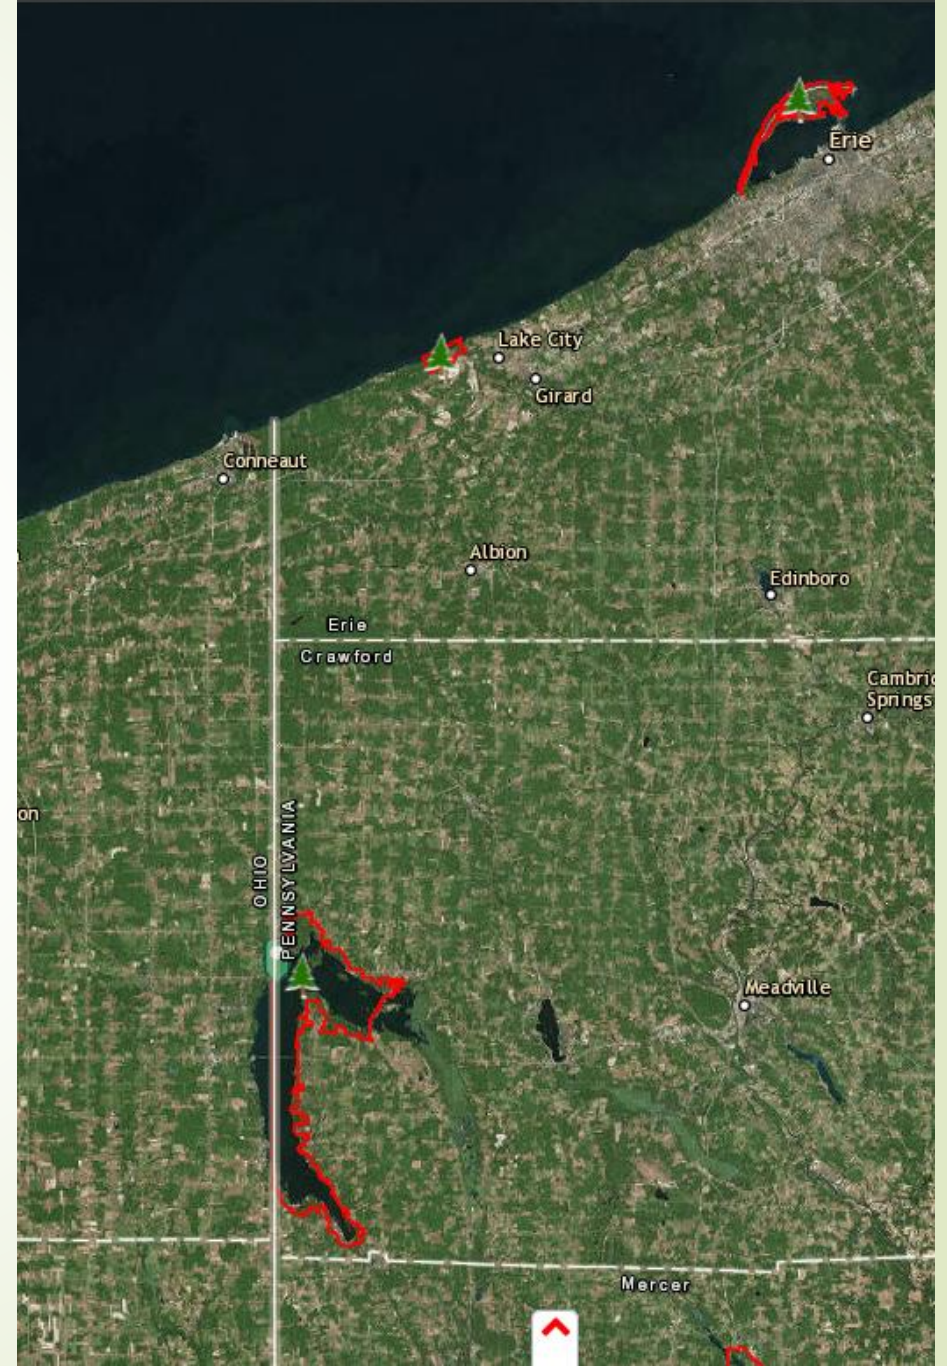 Erie
Lake City
Girard
Conneaut
Albion
Edinboro
Erie
Crawford
Cambric
Springs
on
OHIO
PENNSYLVANIA
Meadville
Mercer